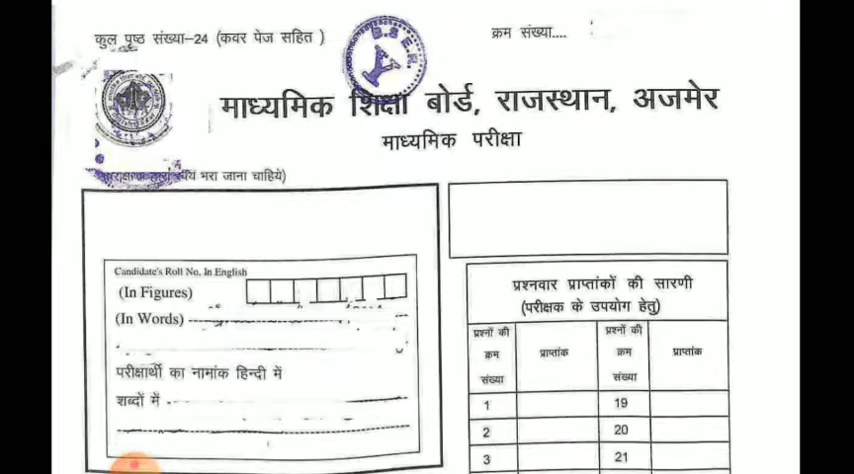 कुल पृष्ठ संख्या–24 (कवर पेज सहित )
क्रम संख्या....
B.S.E.R.
माध्यमिक शिक्षा बोर्ड, राजस्थान, अजमेर
माध्यमिक परीक्षा
भरा जाना चाहिये)
Candidate's Roll No. In English
(In Figures)
(In Words)
परीक्षार्थी का नामांक हिन्दी में
शब्दों में
प्रश्नवार प्राप्तांकों की सारणी
(परीक्षक के उपयोग हेतु)
प्रश्नों की क्रम संख्या प्राप्तांक प्रश्नों की क्रम संख्या प्राप्तांक
1 19
2 20
3 21